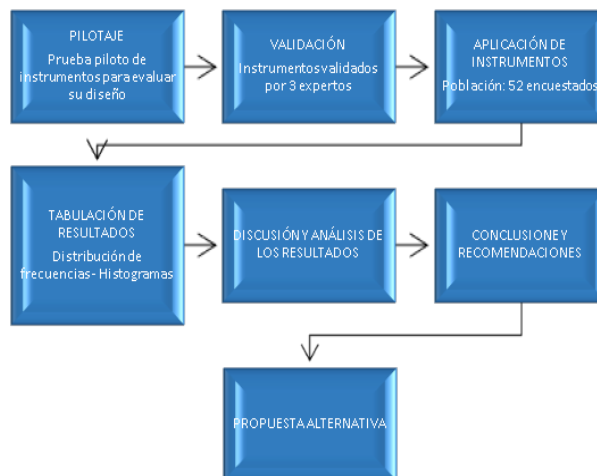 PILOTAJE
Prueba piloto de
instrumentos para evaluar
su diseño
VALIDACIÓN
Instrumentos validados
por 3 expertos
APLICACIÓN DE
INSTRUMENTOS
Población: 52 encuestados
TABULACIÓN DE
RESULTADOS
Distribución de
frecuencias- Histogramas
DISCUSIÓN Y ANÁLISIS DE
LOS RESULTADOS
CONCLUSIONE Y
RECOMENDACIONES
PROPUESTA ALTERNATIVA